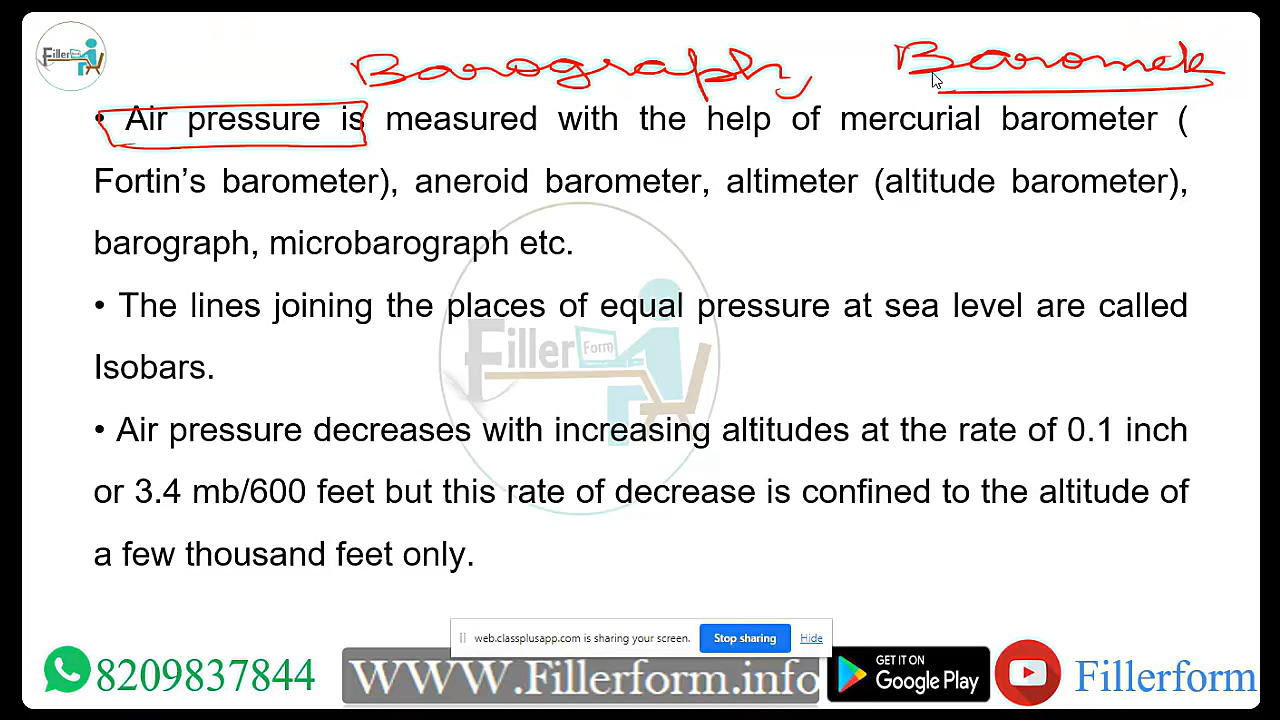 Filler
Barograph, Baromete
• Air pressure is measured with the help of mercurial barometer (
Fortin’s barometer), aneroid barometer, altimeter (altitude barometer),
barograph, microbarograph etc.
• The lines joining the places of equal pressure at sea level are called
Isobars.
Filler Form
• Air pressure decreases with increasing altitudes at the rate of 0.1 inch
or 3.4 mb/600 feet but this rate of decrease is confined to the altitude of
a few thousand feet only.
web.classplusapp.com is sharing your screen. Stop sharing Hide
8209837844 WWW.Fillerform.info GET IT ON Google Play Fillerform